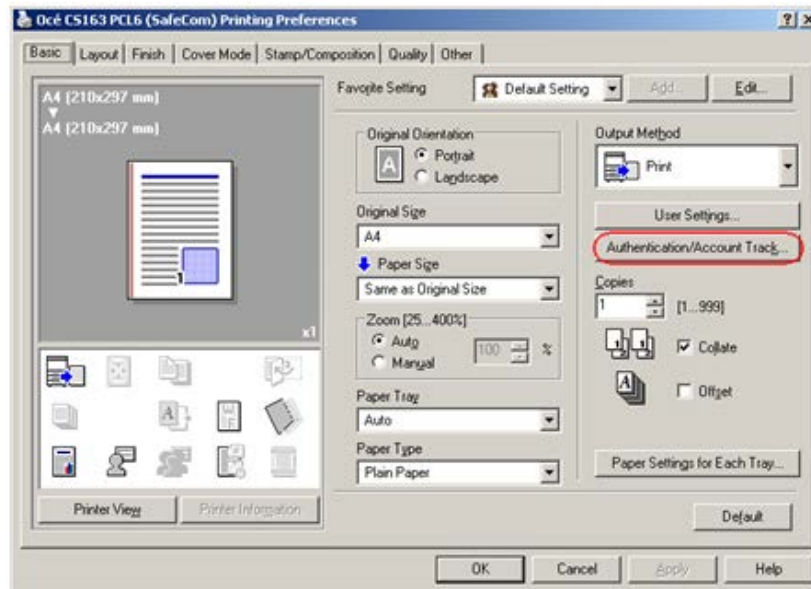 Océ CS163 PCL6 (SafeCom) Printing Preferences
Basic Layout Finish Cover Mode Stamp/Composition Quality Other
A4 (210x297 mm)
A4 (210x297 mm)
1
x1
Printer View Printer Information
Favorite Setting Default Setting Add... Edit...
Original Orientation
A Portrait
Landscape
Original Size
A4
Paper Size
Same as Original Size
Zoom [25...400%]
Auto
Manual
100 %
Paper Tray
Auto
Paper Type
Plain Paper
Output Method
Print
User Settings...
Authentication/Account Track...
Copies
1 [1...999]
Collate
Offset
Paper Settings for Each Tray...
Default
OK Cancel Apply Help